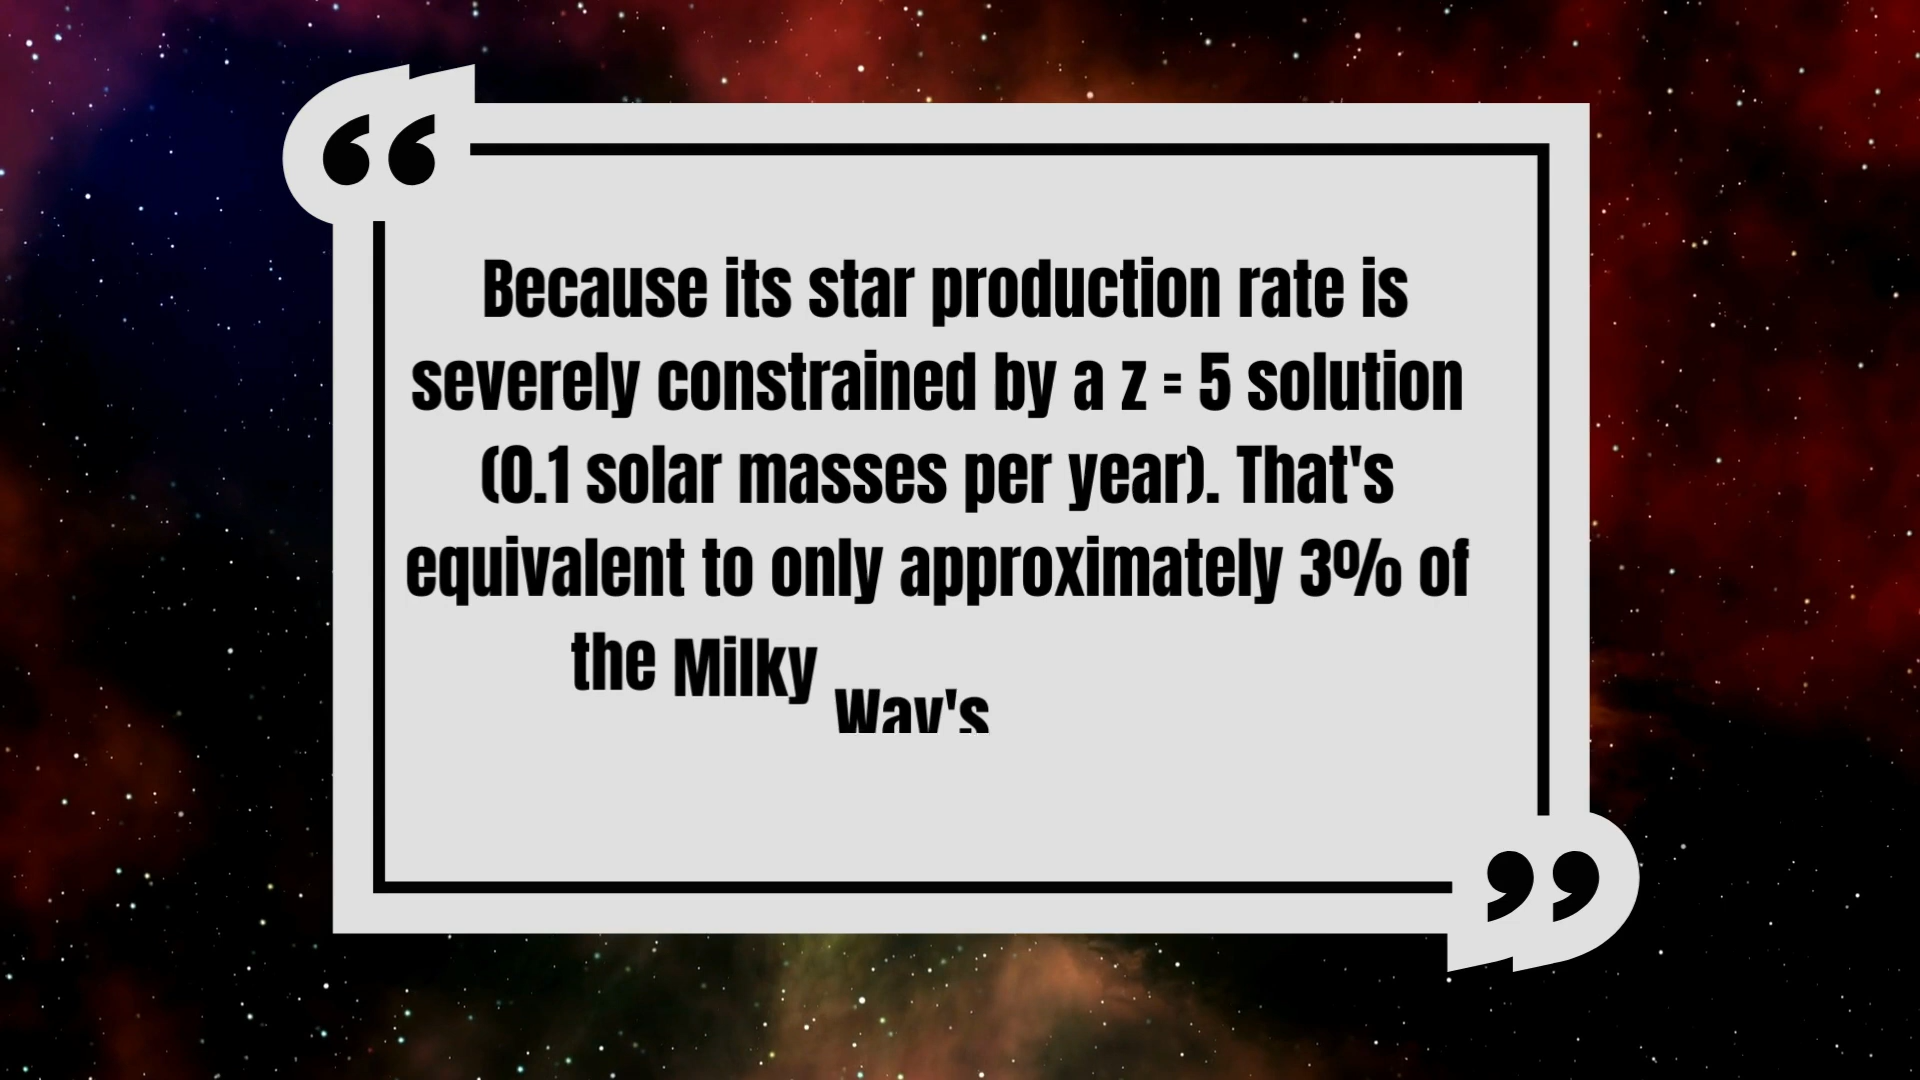 Because its star production rate is
severely constrained by a z = 5 solution
(0.1 solar masses per year). That's
equivalent to only approximately 3% of
the Milky Way's